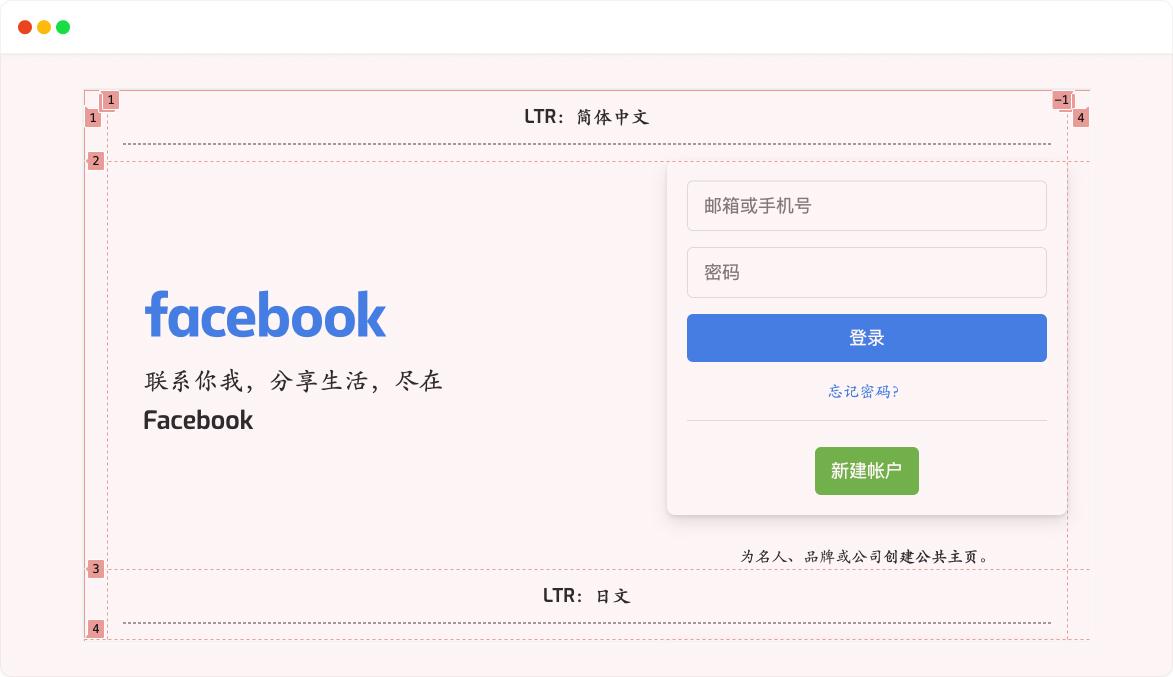 1
−1
1
4
LTR：简体中文
2
邮箱或手机号
密码
facebook
登录
联系你我，分享生活，尽在
Facebook
忘记密码?
新建帐户
为名人、品牌或公司创建公共主页。
3
LTR：日文
4